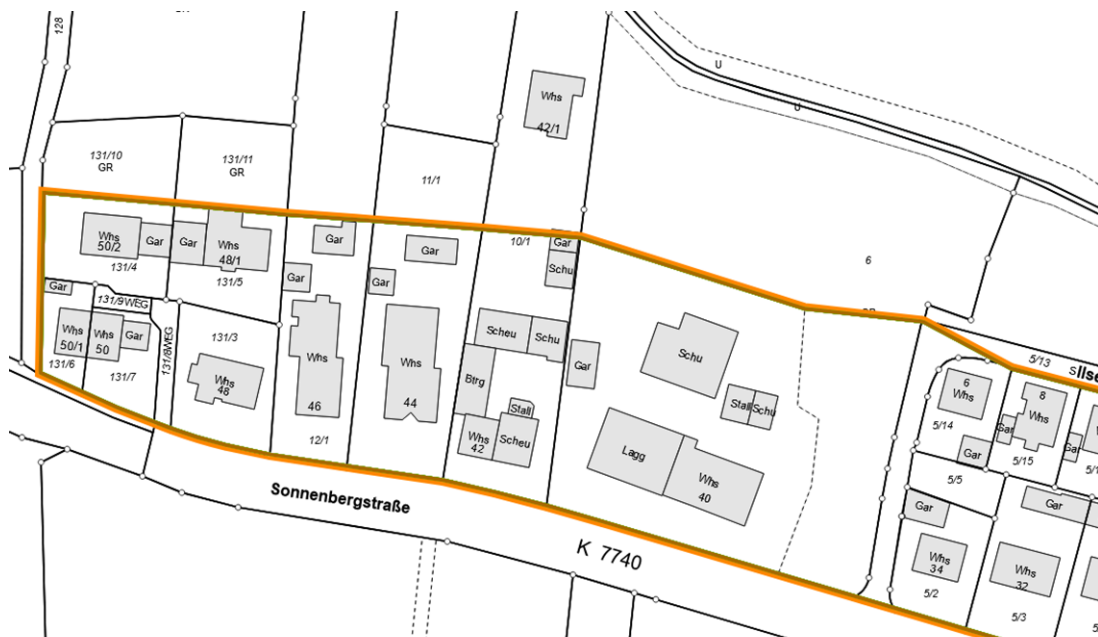 128
U
U
Whs
42/1
131/10
GR
131/11
GR
11/1
Whs
50/2
Gar
131/4
Gar
Whs
48/1
131/5
Gar
Gar
Gar
Gar
10/1
Gar
Schu
6
Gar
131/9WEG
131/8WEG
Whs
50/1
131/6
Whs
50
Gar
131/7
131/3
Whs
48
Whs
46
12/1
Whs
44
Scheu
Schu
Btrg
Stall
Whs
42
Scheu
Gar
Schu
Stall
Schu
Lagg
Whs
40
5/13
S
Ilse
6
Whs
5/14
Gar
Gar
8
Whs
5/15
Gar
5/5
Gar
Gar
Whs
34
5/2
Whs
32
5/3
Sonnenbergstraße
K 7740